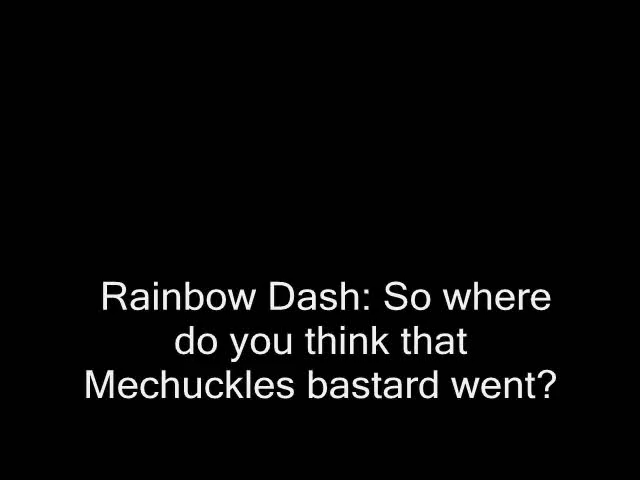 Rainbow Dash: So where
do you think that
Mechuckles bastard went?